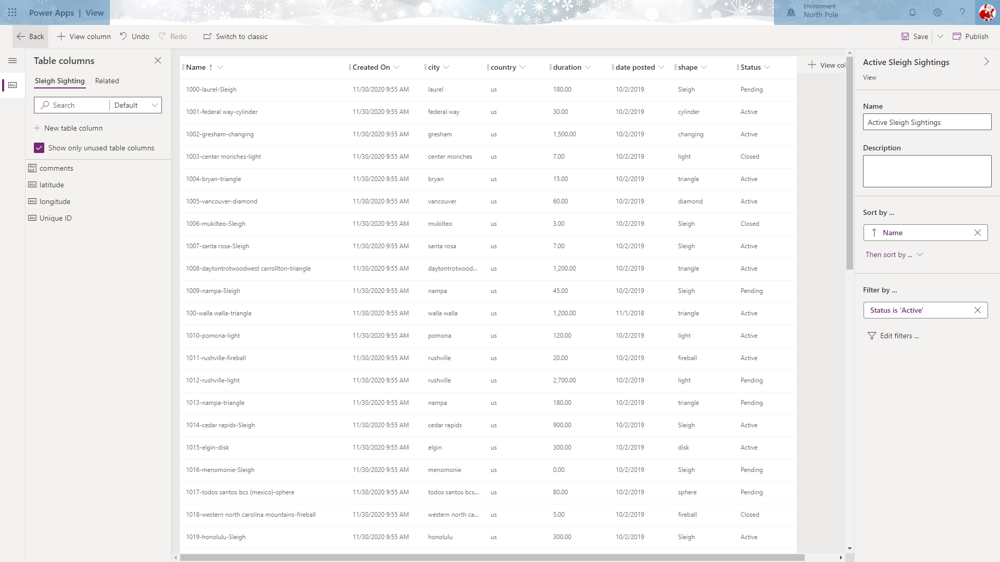 Power Apps | View
Environment
North Pole
Back
View column
Undo
Redo
Switch to classic
Save
Publish
Table columns
Sleigh Sighting Related
Search Default
New table column
Show only unused table columns
comments
latitude
longitude
Unique ID
Name Created On city country duration date posted shape Status
View col
1000-laurel-Sleigh 11/30/2020 9:55 AM laurel us 180.00 10/2/2019 Sleigh Pending
1001-federal way-cylinder 11/30/2020 9:55 AM federal way us 30.00 10/2/2019 cylinder Active
1002-gresham-changing 11/30/2020 9:55 AM gresham us 1,500.00 10/2/2019 changing Active
1003-center moriches-light 11/30/2020 9:55 AM center moriches us 7.00 10/2/2019 light Closed
1004-bryan-triangle 11/30/2020 9:55 AM bryan us 15.00 10/2/2019 triangle Active
1005-vancouver-diamond 11/30/2020 9:55 AM vancouver us 60.00 10/2/2019 diamond Active
1006-mukilteo-Sleigh 11/30/2020 9:55 AM mukilteo us 3.00 10/2/2019 Sleigh Closed
1007-santa rosa-Sleigh 11/30/2020 9:55 AM santa rosa us 7.00 10/2/2019 Sleigh Active
1008-daytontrotwoodwest carrollton-triangle 11/30/2020 9:55 AM daytontrotwood... us 1,200.00 10/2/2019 triangle Active
1009-nampa-Sleigh 11/30/2020 9:55 AM nampa us 45.00 10/2/2019 Sleigh Pending
100-walla walla-triangle 11/30/2020 9:55 AM walla walla us 1,200.00 11/1/2018 triangle Active
1010-pomona-light 11/30/2020 9:55 AM pomona us 120.00 10/2/2019 light Active
1011-rushville-fireball 11/30/2020 9:55 AM rushville us 20.00 10/2/2019 fireball Active
1012-rushville-light 11/30/2020 9:55 AM rushville us 2,700.00 10/2/2019 light Pending
1013-nampa-triangle 11/30/2020 9:55 AM nampa us 180.00 10/2/2019 triangle Pending
1014-cedar rapids-Sleigh 11/30/2020 9:55 AM cedar rapids us 900.00 10/2/2019 Sleigh Active
1015-elgin-disk 11/30/2020 9:55 AM elgin us 300.00 10/2/2019 disk Active
1016-menomonie-Sleigh 11/30/2020 9:55 AM menomonie us 0.00 10/2/2019 Sleigh Pending
1017-todos santos bcs (mexico)-sphere 11/30/2020 9:55 AM todos santos bcs... us 80.00 10/2/2019 sphere Pending
1018-western north carolina mountains-fireball 11/30/2020 9:55 AM western north ca... us 5.00 10/2/2019 fireball Closed
1019-honolulu-Sleigh 11/30/2020 9:55 AM honolulu us 300.00 10/2/2019 Sleigh Active
Active Sleigh Sightings
View
Name
Active Sleigh Sightings
Description
Sort by ...
Name
Then sort by ...
Filter by ...
Status is 'Active'
Edit filters ...